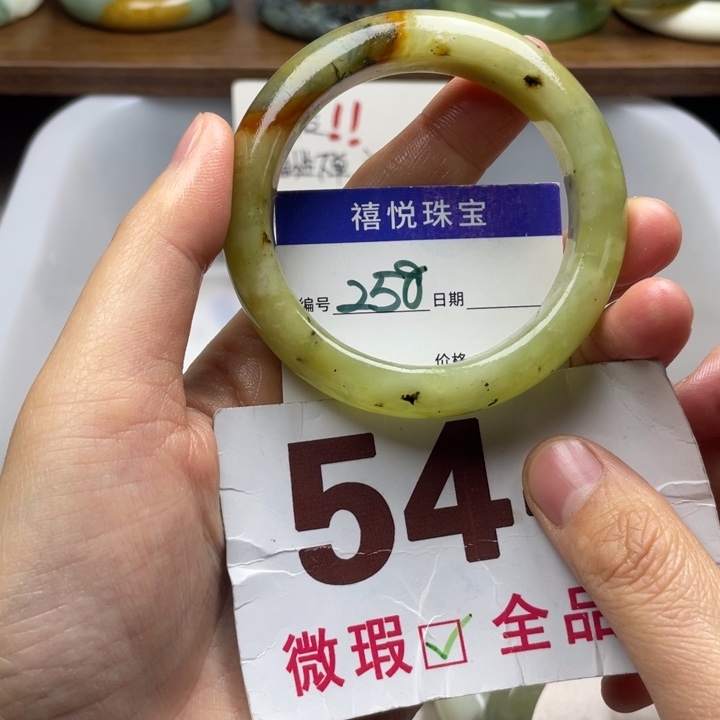 !!
禧悦珠宝
编号 258 日期
价格
54
微瑕 ☑ 全品